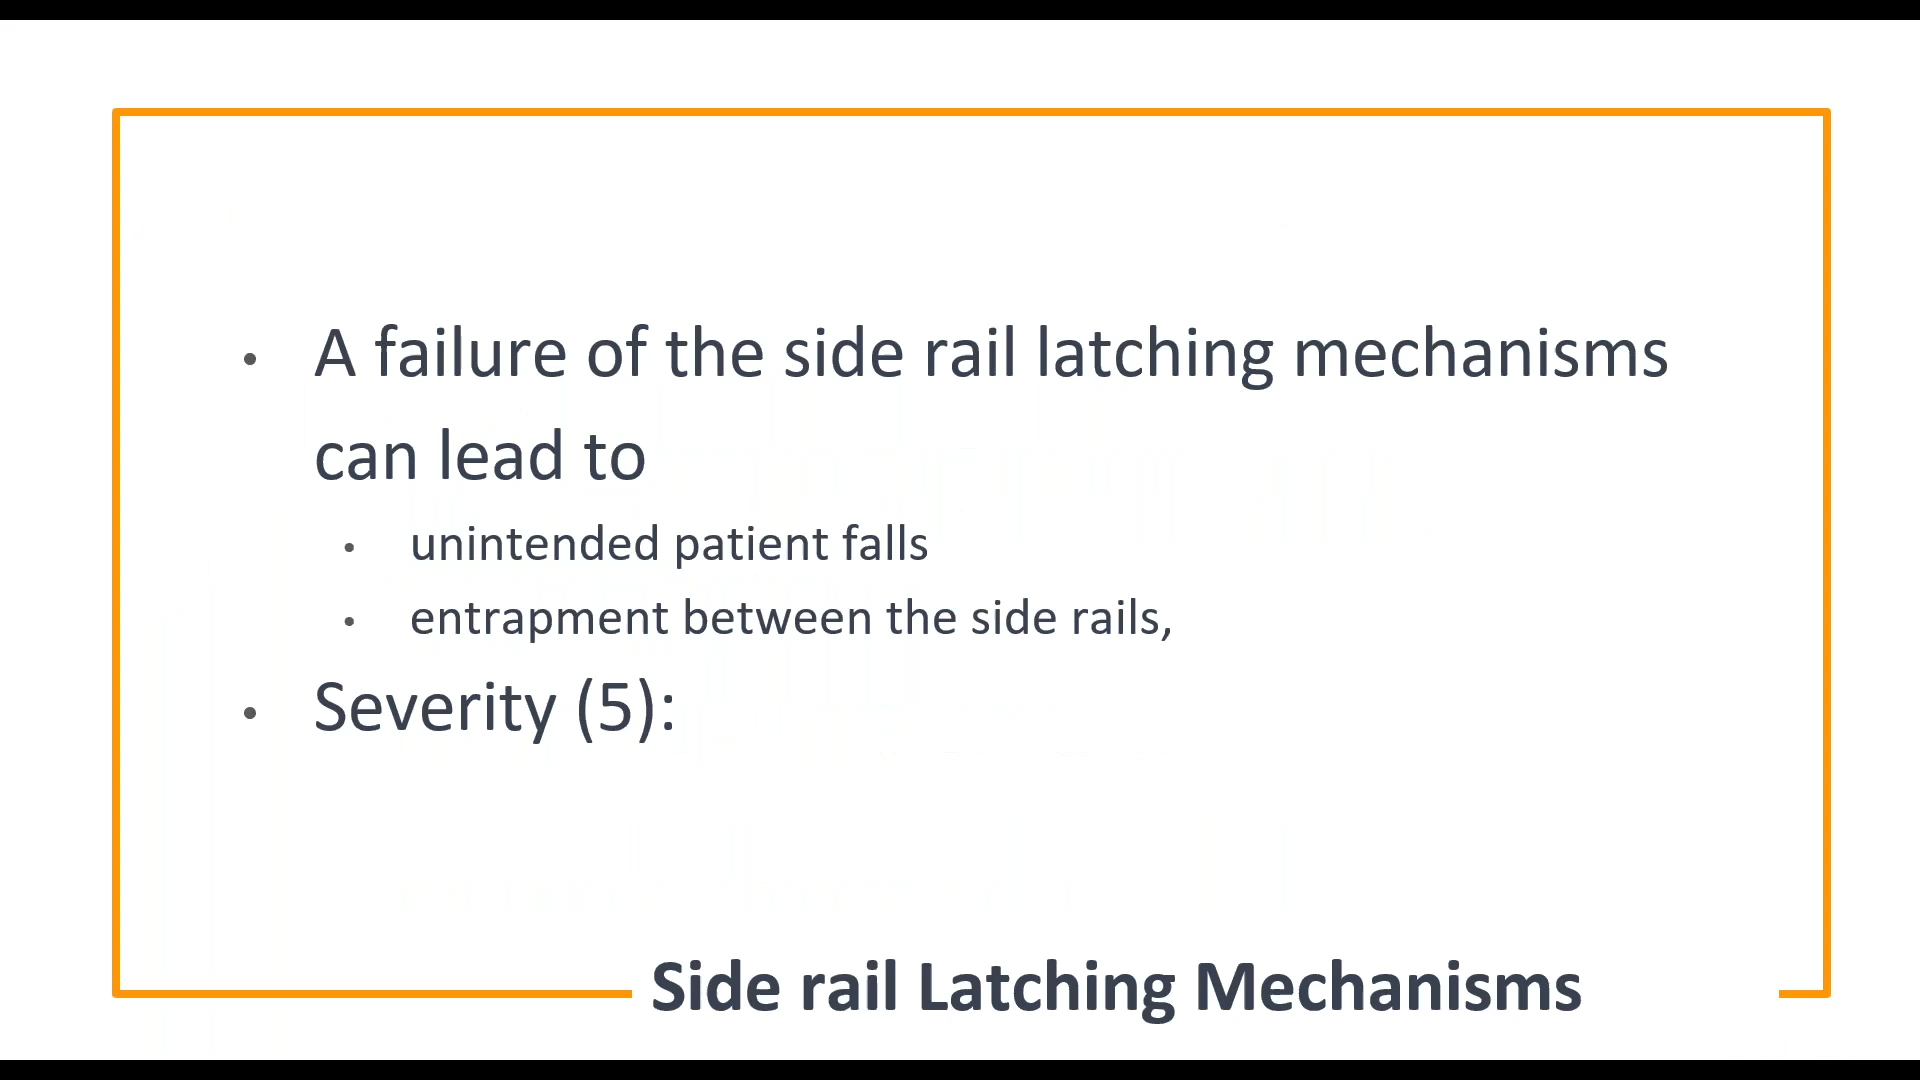 • A failure of the side rail latching mechanisms
can lead to
• unintended patient falls
• entrapment between the side rails,
• Severity (5):
Side rail Latching Mechanisms